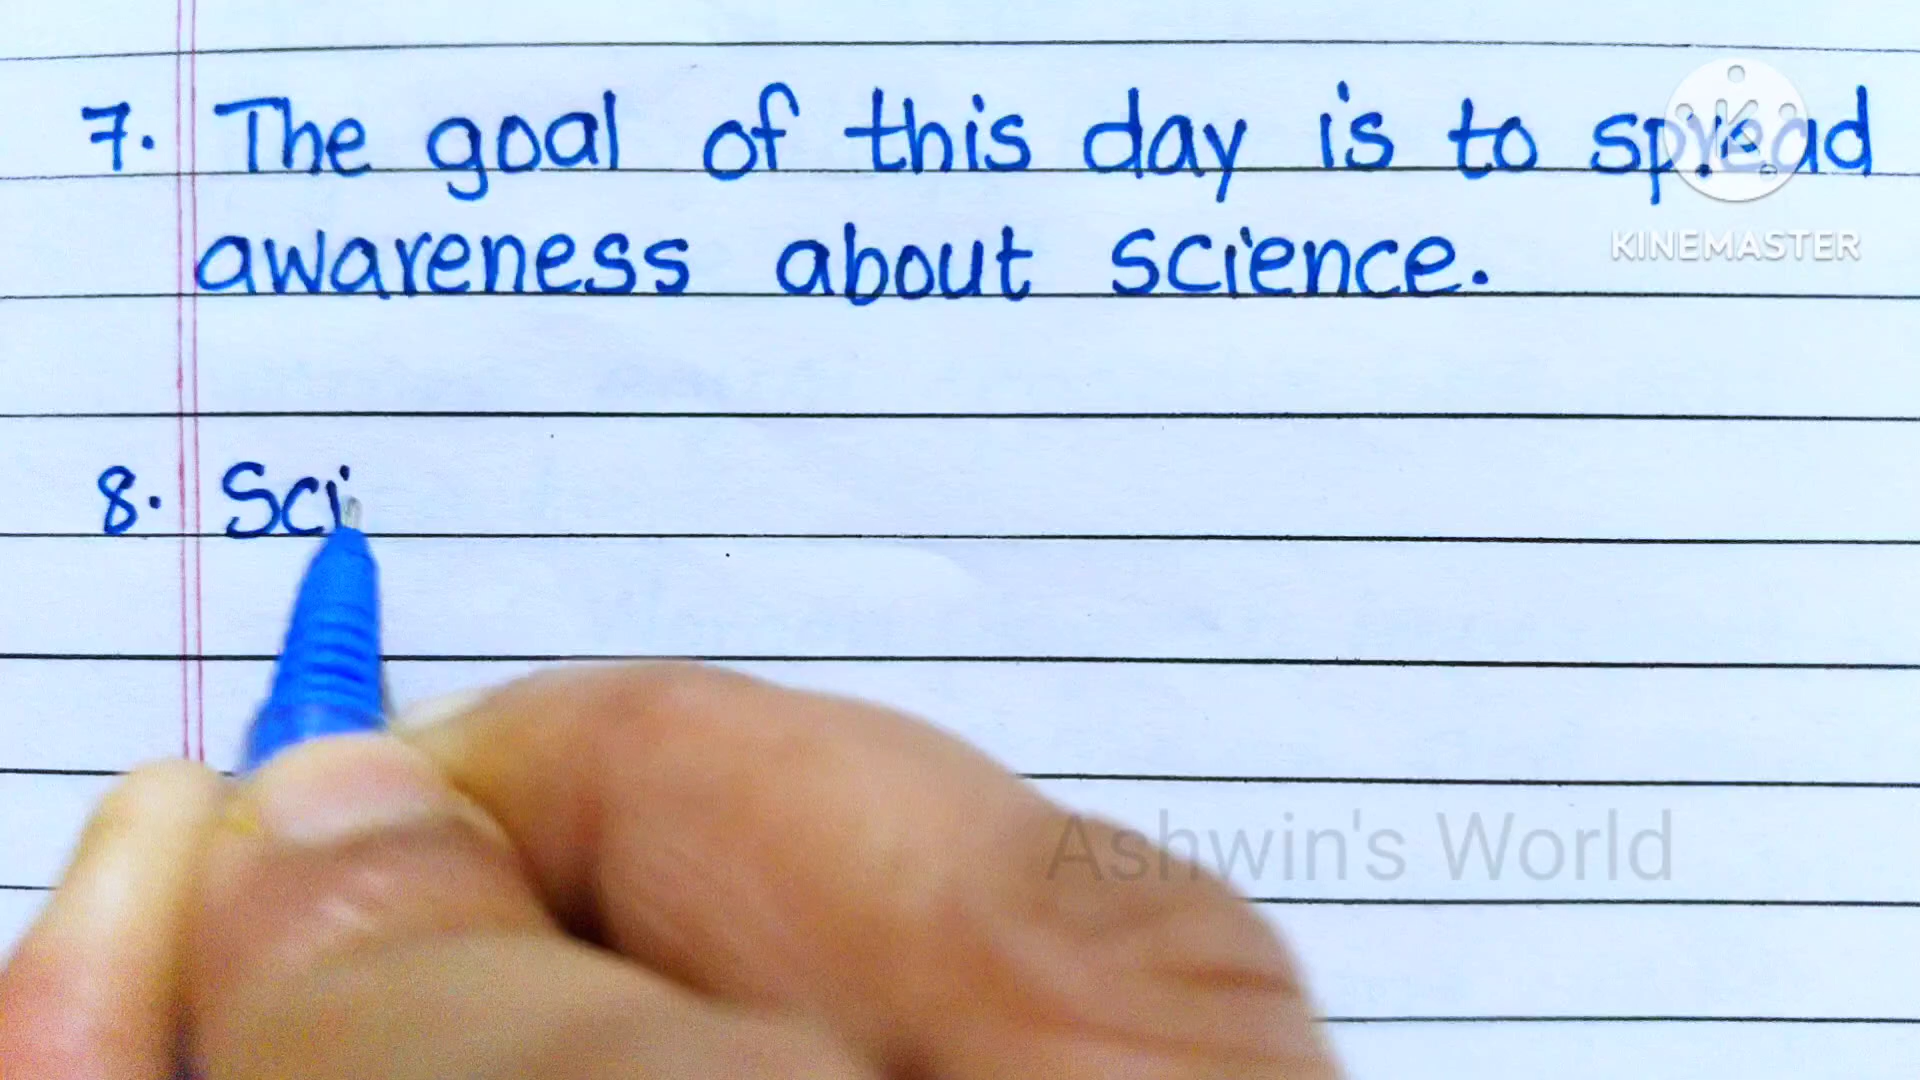 7. The goal of this day is to spread
KINEMASTER
awareness about science.
8. Sci
Ashwin's World